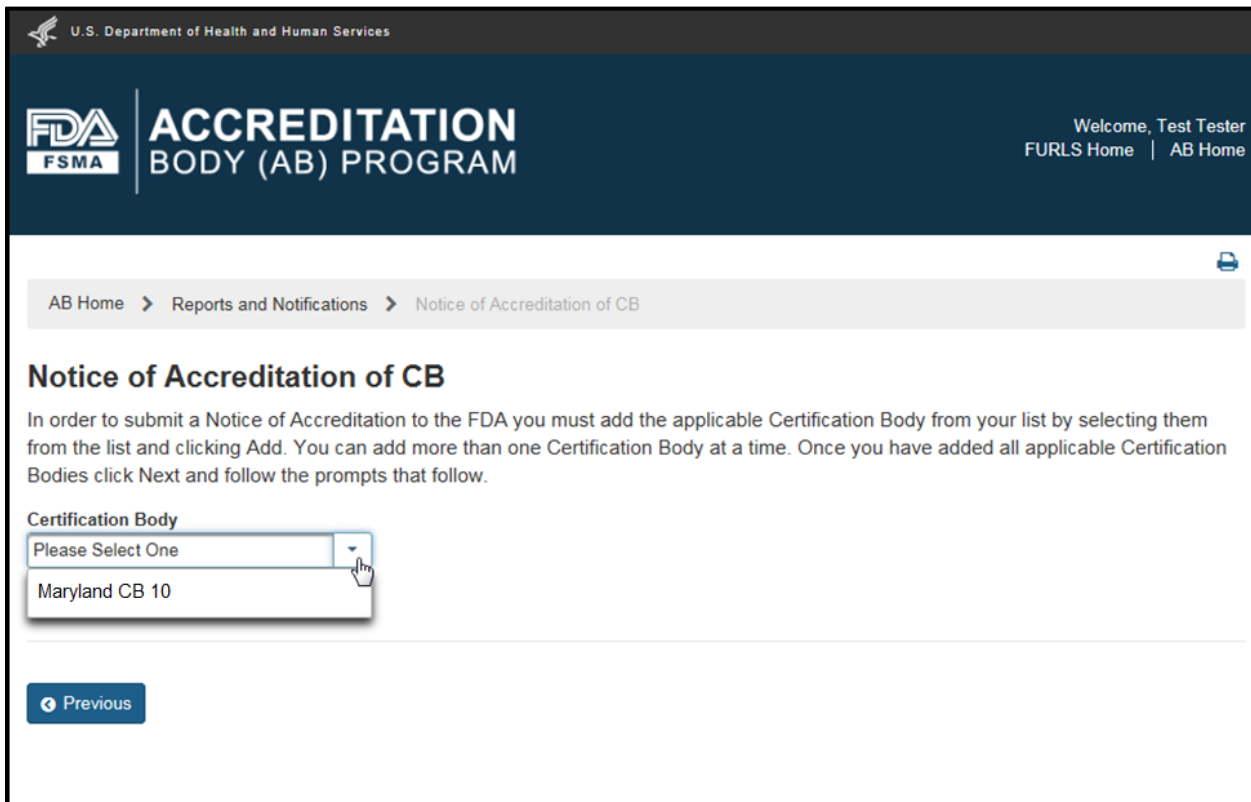 U.S. Department of Health and Human Services
FDA
FSMA
ACCREDITATION
BODY (AB) PROGRAM
Welcome, Test Tester
FURLS Home | AB Home
AB Home > Reports and Notifications > Notice of Accreditation of CB
Notice of Accreditation of CB
In order to submit a Notice of Accreditation to the FDA you must add the applicable Certification Body from your list by selecting them
from the list and clicking Add. You can add more than one Certification Body at a time. Once you have added all applicable Certification
Bodies click Next and follow the prompts that follow.
Certification Body
Please Select One
Maryland CB 10
Previous